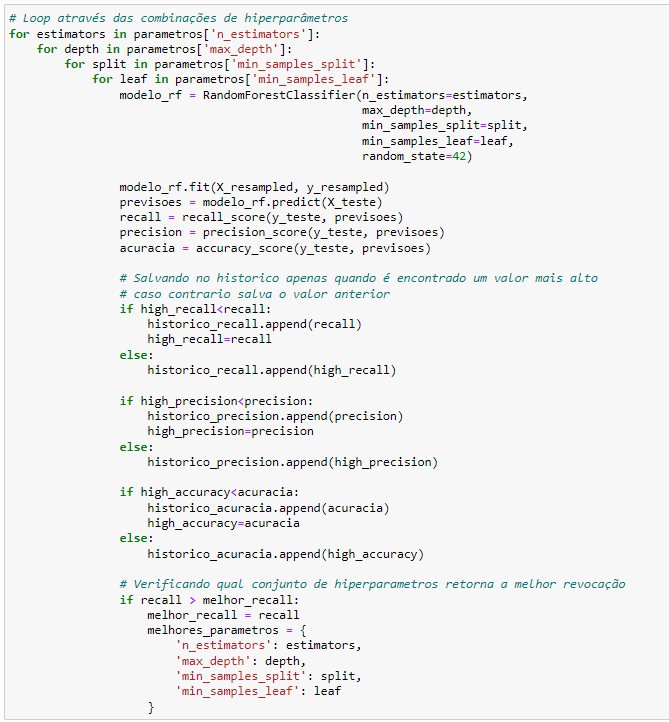 # Loop através das combinações de hiperparâmetros
for estimators in parametros['n_estimators']:
    for depth in parametros['max_depth']:
        for split in parametros['min_samples_split']:
            for leaf in parametros['min_samples_leaf']:
                modelo_rf = RandomForestClassifier(n_estimators=estimators,
                                                   max_depth=depth,
                                                   min_samples_split=split,
                                                   min_samples_leaf=leaf,
                                                   random_state=42)

                modelo_rf.fit(X_resampled, y_resampled)
                previsoes = modelo_rf.predict(X_teste)
                recall = recall_score(y_teste, previsoes)
                precision = precision_score(y_teste, previsoes)
                acuracia = accuracy_score(y_teste, previsoes)

                # Salvando no historico apenas quando é encontrado um valor mais alto
                # caso contrario salva o valor anterior
                if high_recall<recall:
                    historico_recall.append(recall)
                    high_recall=recall
                else:
                    historico_recall.append(high_recall)

                if high_precision<precision:
                    historico_precision.append(precision)
                    high_precision=precision
                else:
                    historico_precision.append(high_precision)

                if high_accuracy<acuracia:
                    historico_acuracia.append(acuracia)
                    high_accuracy=acuracia
                else:
                    historico_acuracia.append(high_accuracy)

                # Verificando qual conjunto de hiperparametros retorna a melhor revocação
                if recall > melhor_recall:
                    melhor_recall = recall
                    melhores_parametros = {
                        'n_estimators': estimators,
                        'max_depth': depth,
                        'min_samples_split': split,
                        'min_samples_leaf': leaf
                    }